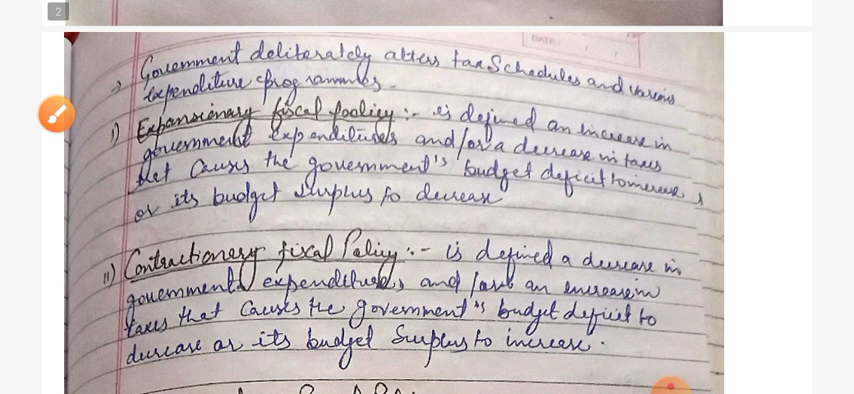 2
DATE:
→ Government deliberately alters tax Schedules and various
expenditure programmes.
1) Expansionary fiscal policy :- is defined an increase in
government expenditures and/or a decrease in taxes
that causes the government's budget deficit to increase,
or its budget surplus to decrease
11) Contractionary fixal Policy :- is defined a decrease in
government expenditures and/or an increase in
taxes that causes the government's budget deficit to
decrease or its budget Surplus to increase.